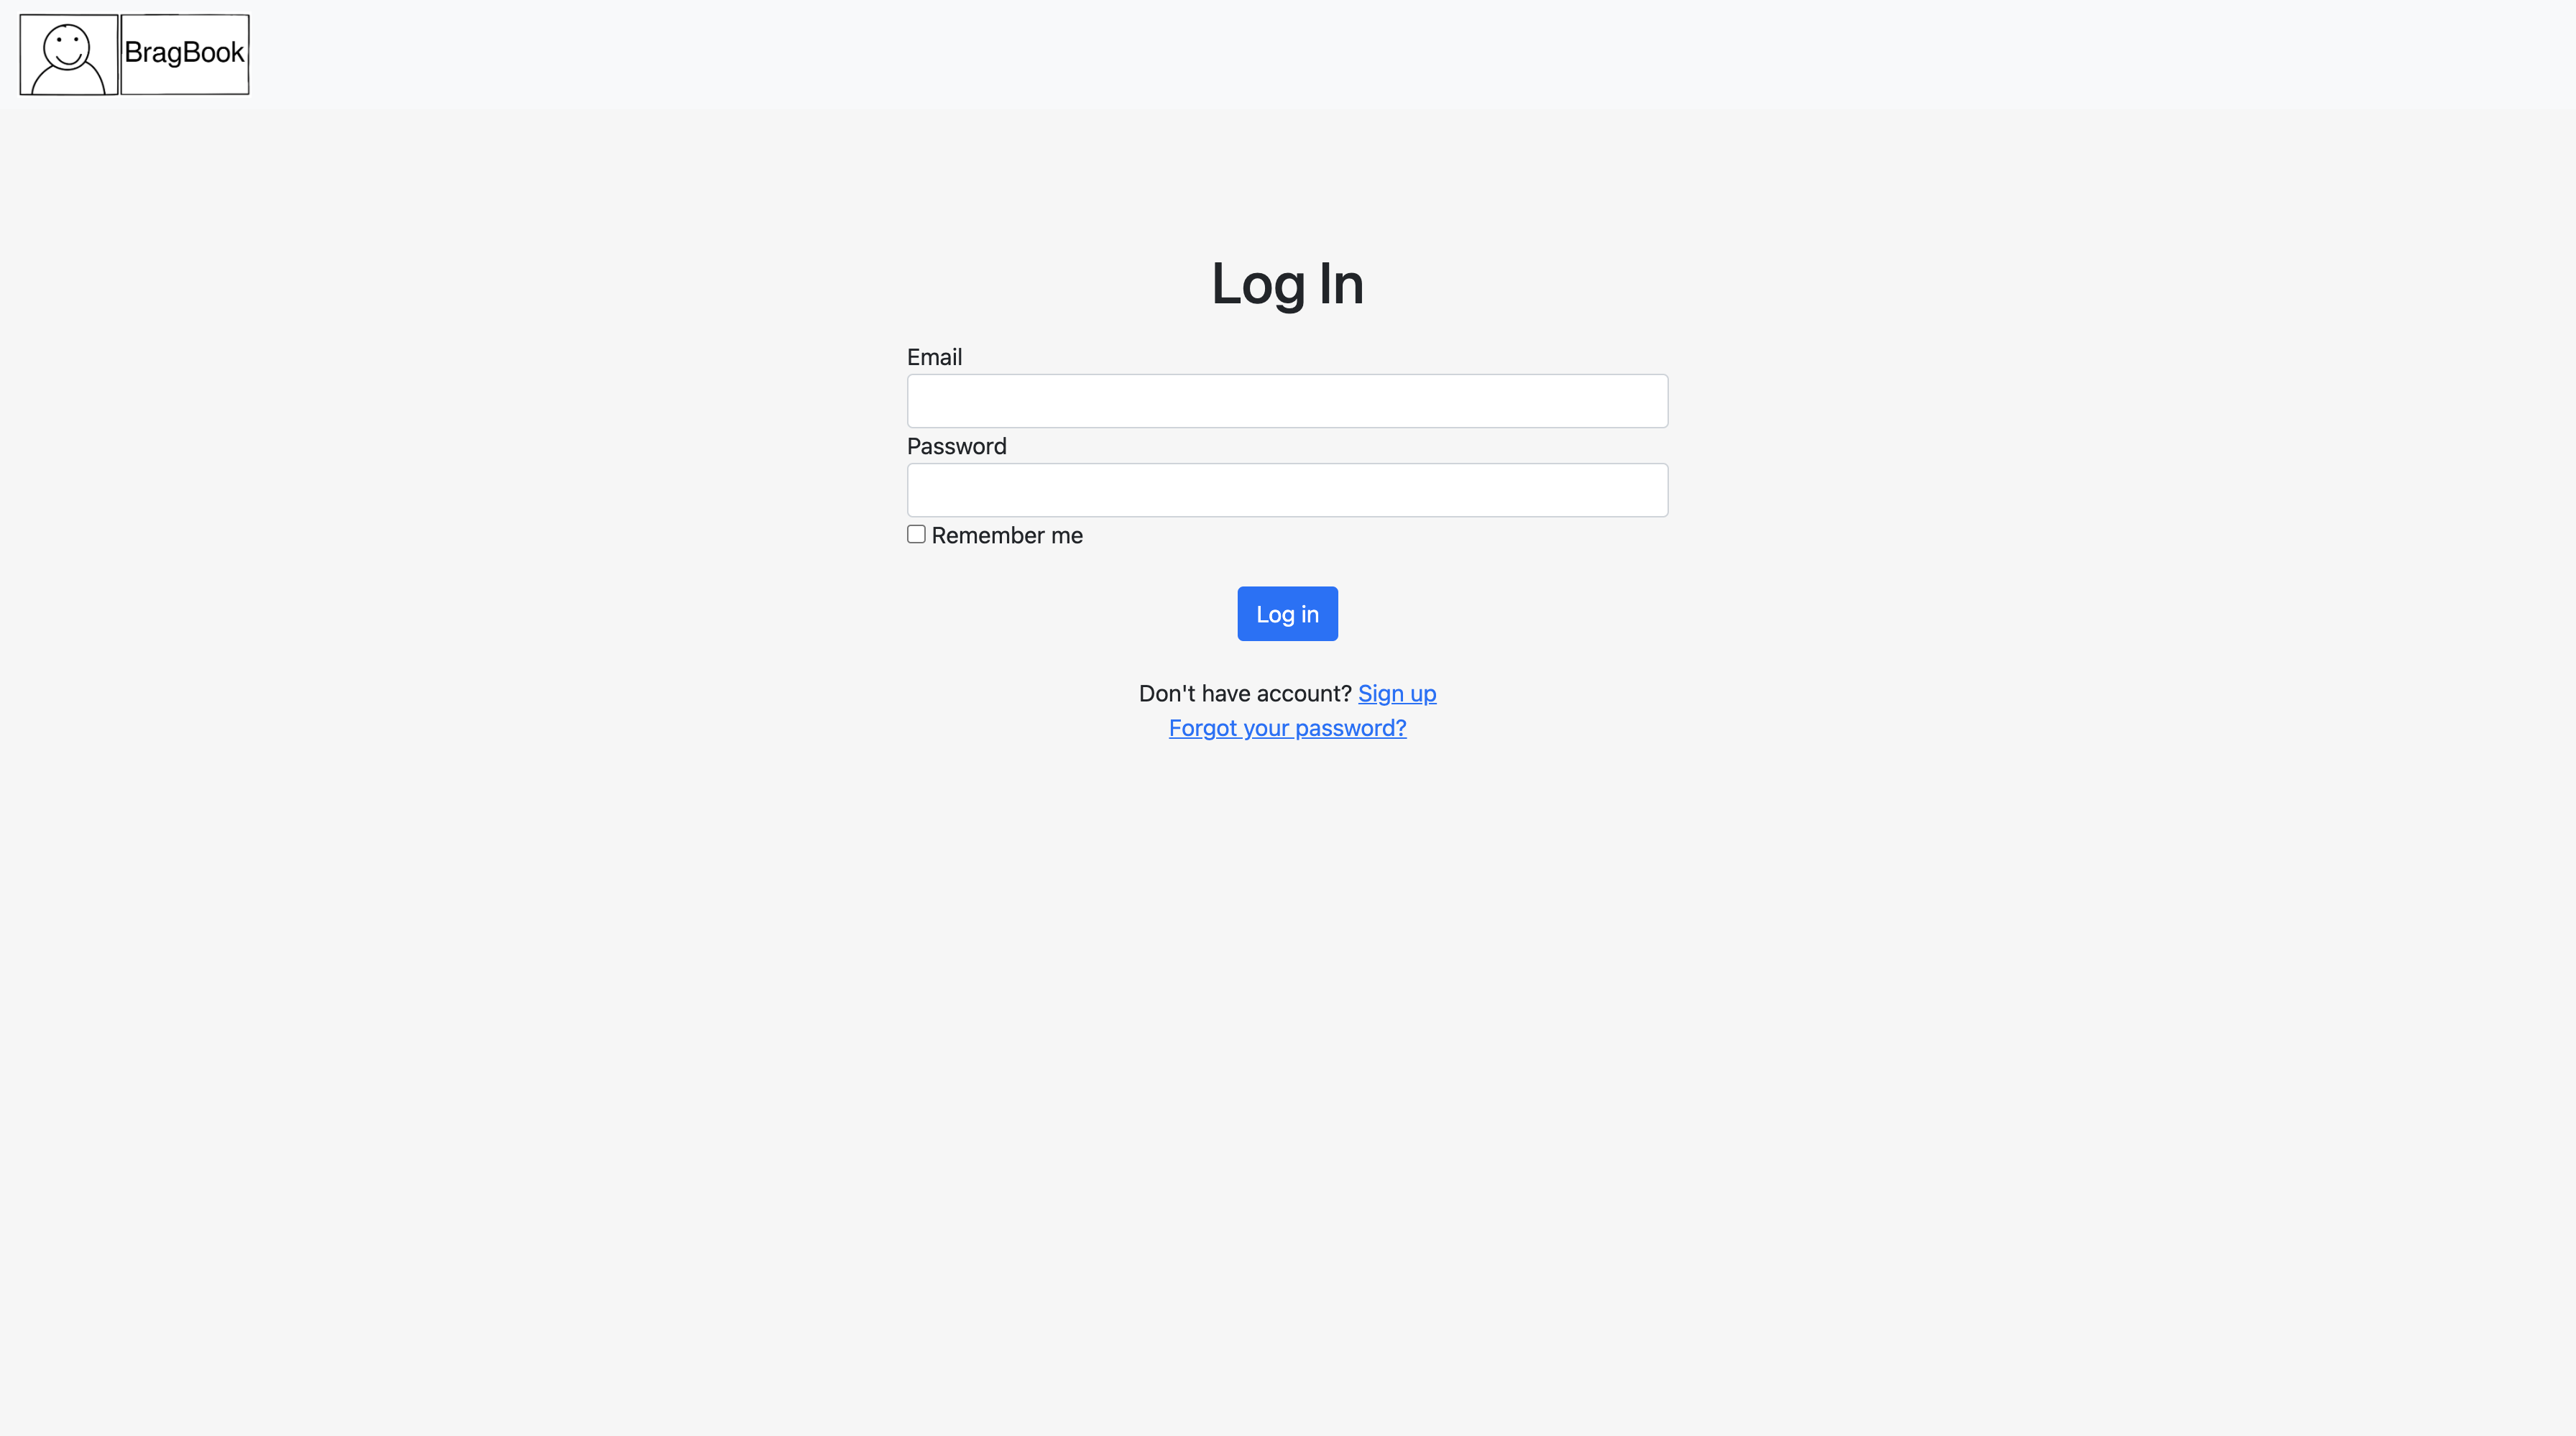 BragBook
Log In
Email
Password
Remember me
Log in
Don't have account? Sign up
Forgot your password?